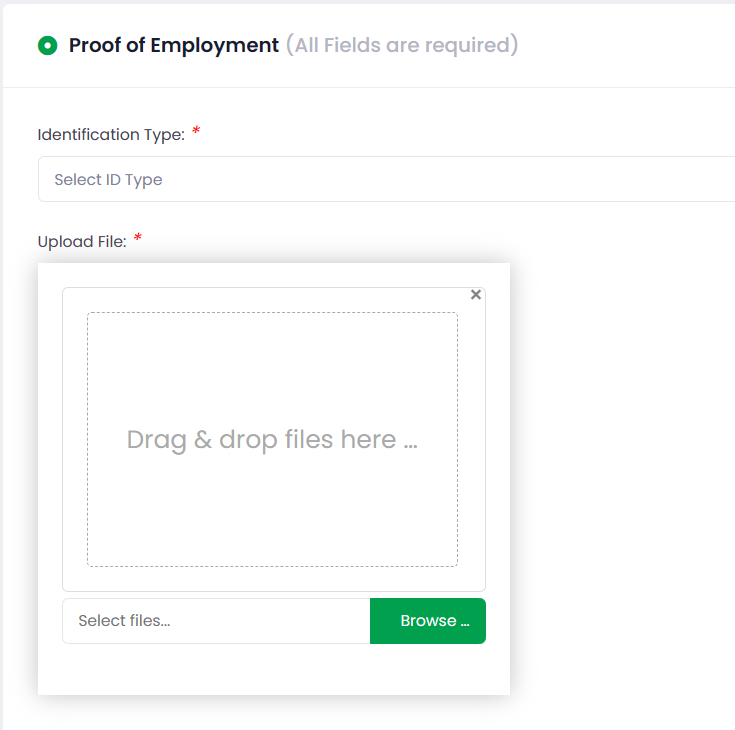 Proof of Employment (All Fields are required)
Identification Type: *
Select ID Type
Upload File: *
×
Drag & drop files here …
Select files...
Browse …